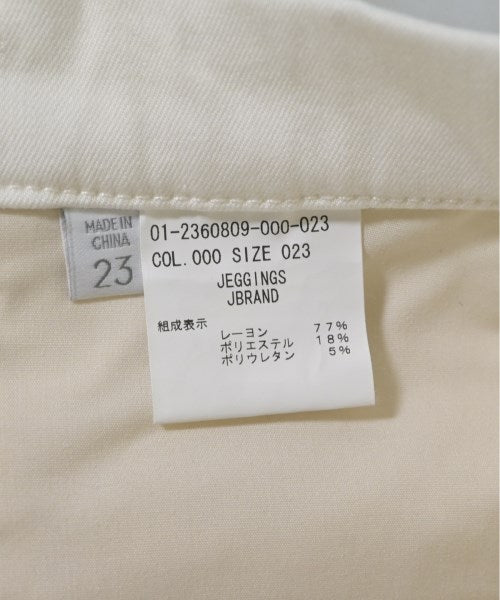 MADE IN
CHINA
23
01-2360809-000-023
COL.000 SIZE 023
JEGGINGS
JBRAND
組成表示
レーヨン 77%
ポリエステル 18%
ポリウレタン 5%